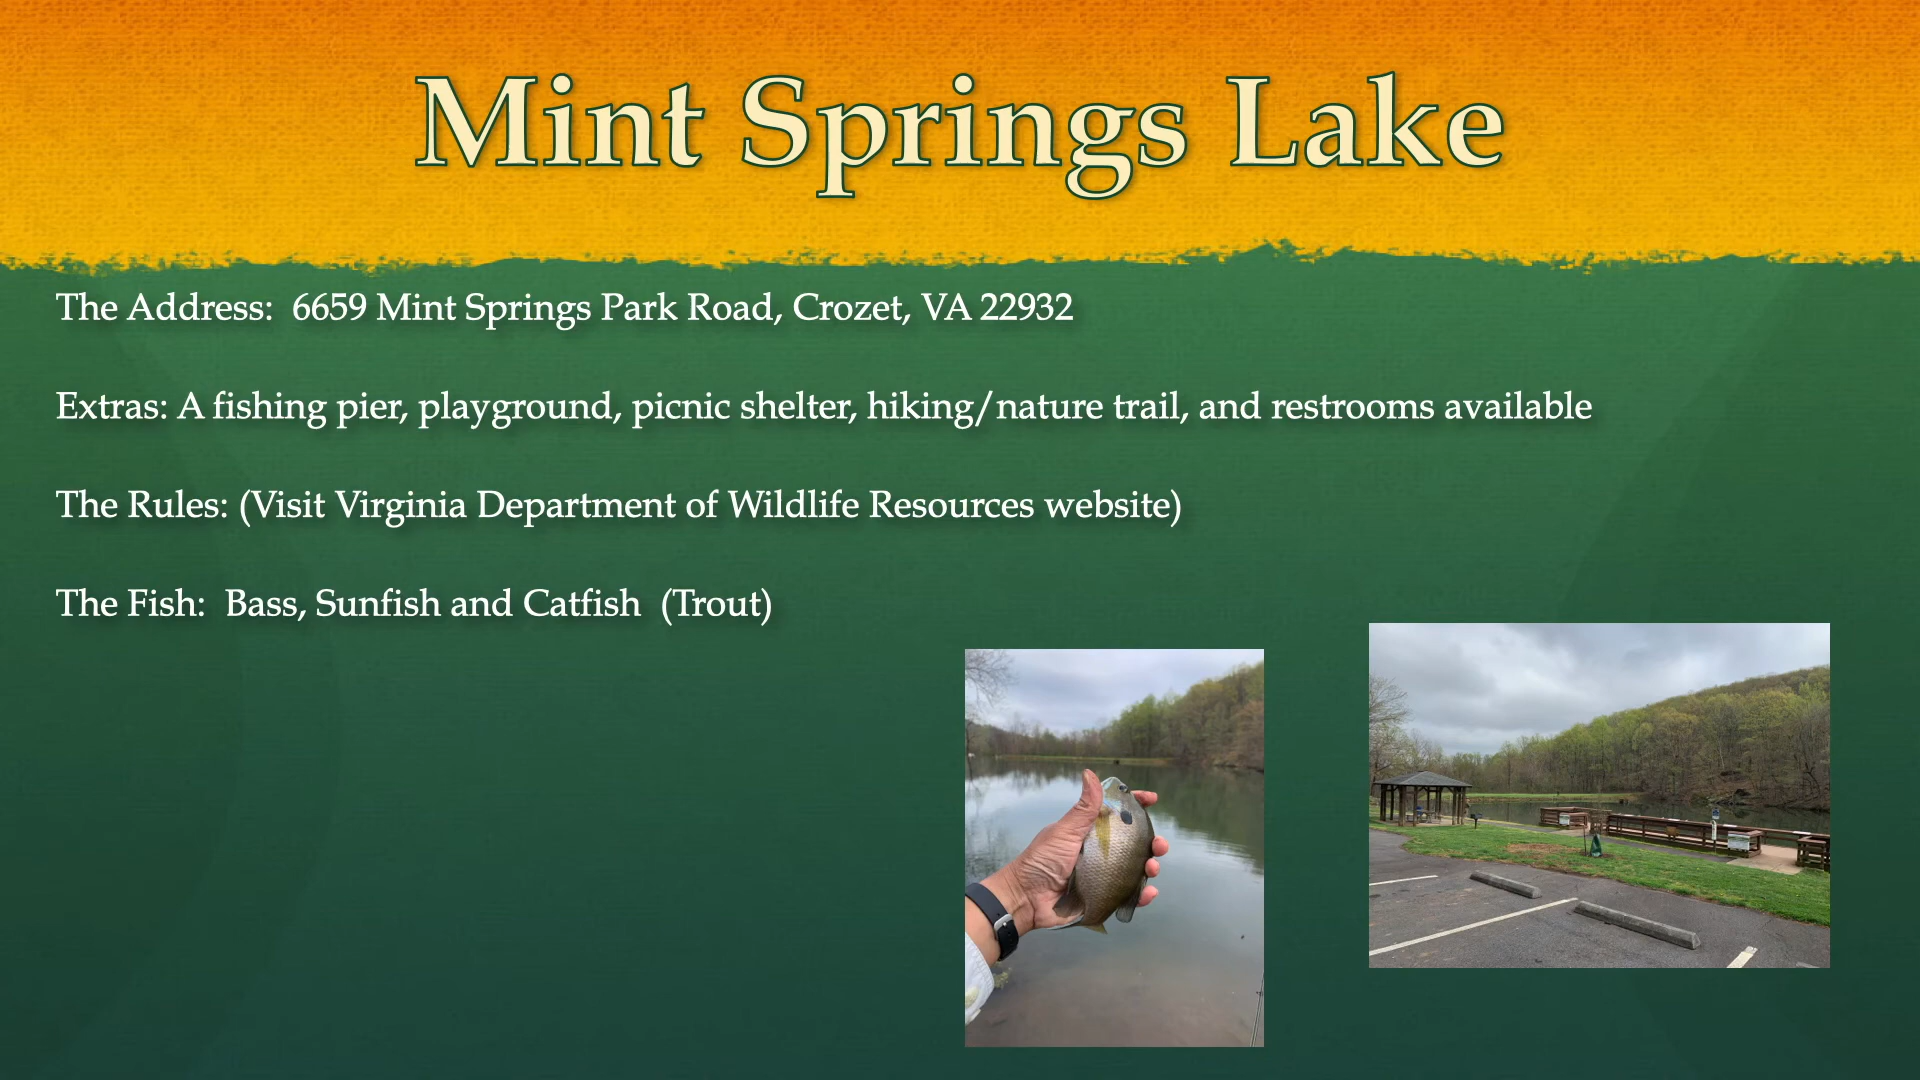 Mint Springs Lake
The Address:  6659 Mint Springs Park Road, Crozet, VA 22932
Extras: A fishing pier, playground, picnic shelter, hiking/nature trail, and restrooms available
The Rules: (Visit Virginia Department of Wildlife Resources website)
The Fish:  Bass, Sunfish and Catfish  (Trout)